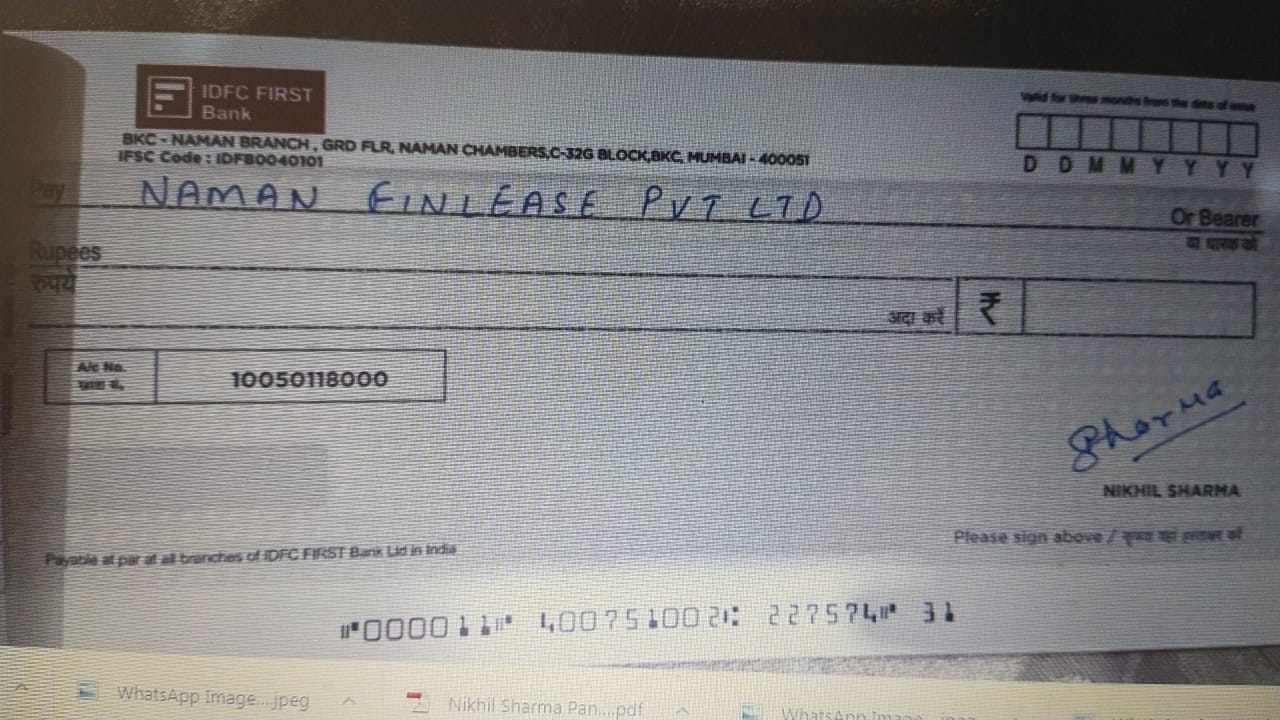 IDFC FIRST
Bank
BKC - NAMAN BRANCH, GRD FLR, NAMAN CHAMBERS,C-32G BLOCK,BKC, MUMBAI - 400051
IFSC Code : IDFB0040101
Valid for three months from the date of issue
D D M M Y Y Y Y
Pay NAMAN FINLEASE PVT LTD
Or Bearer
या धारक को
Rupees
रुपये
अदा करें ₹
A/c No.
खाता सं.
10050118000
Sharma
NIKHIL SHARMA
Please sign above /
Payable at par at all branches of IDFC FIRST Bank Ltd in India
⑈000011⑈ 400751002⑆ 227574⑈ 31
WhatsApp Image....jpeg
Nikhil Sharma Pan....pdf
WhatsApp Image